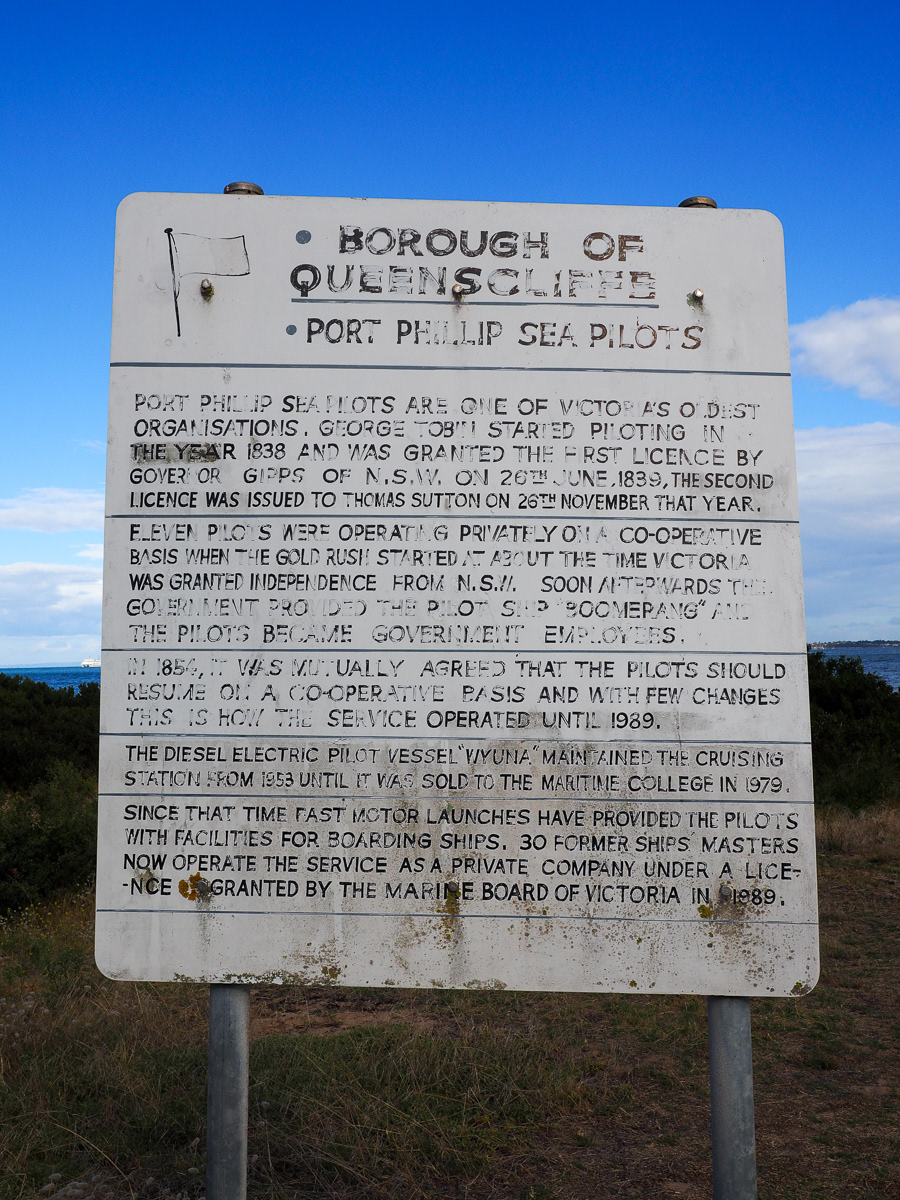 • BOROUGH OF
QUEENSCLIFFE
• PORT PHILLIP SEA PILOTS
PORT PHILLIP SEA PILOTS ARE ONE OF VICTORIA'S OLDEST
ORGANISATIONS. GEORGE TOBIN STARTED PILOTING IN
THE YEAR 1838 AND WAS GRANTED THE FIRST LICENCE BY
GOVERNOR GIPPS OF N.S.W. ON 26TH JUNE, 1839, THE SECOND
LICENCE WAS ISSUED TO THOMAS SUTTON ON 26TH NOVEMBER THAT YEAR.
ELEVEN PILOTS WERE OPERATING PRIVATELY ON A CO-OPERATIVE
BASIS WHEN THE GOLD RUSH STARTED AT ABOUT THE TIME VICTORIA
WAS GRANTED INDEPENDENCE FROM N.S.W. SOON AFTERWARDS THE
GOVERNMENT PROVIDED THE PILOT SHIP "BOOMERANG" AND
THE PILOTS BECAME GOVERNMENT EMPLOYEES.
IN 1854, IT WAS MUTUALLY AGREED THAT THE PILOTS SHOULD
RESUME ON A CO-OPERATIVE BASIS AND WITH FEW CHANGES
THIS IS HOW THE SERVICE OPERATED UNTIL 1989.
THE DIESEL ELECTRIC PILOT VESSEL "WYUNA" MAINTAINED THE CRUISING
STATION FROM 1953 UNTIL IT WAS SOLD TO THE MARITIME COLLEGE IN 1979.
SINCE THAT TIME FAST MOTOR LAUNCHES HAVE PROVIDED THE PILOTS
WITH FACILITIES FOR BOARDING SHIPS. 30 FORMER SHIPS' MASTERS
NOW OPERATE THE SERVICE AS A PRIVATE COMPANY UNDER A LICE-
-NCE GRANTED BY THE MARINE BOARD OF VICTORIA IN 1989.